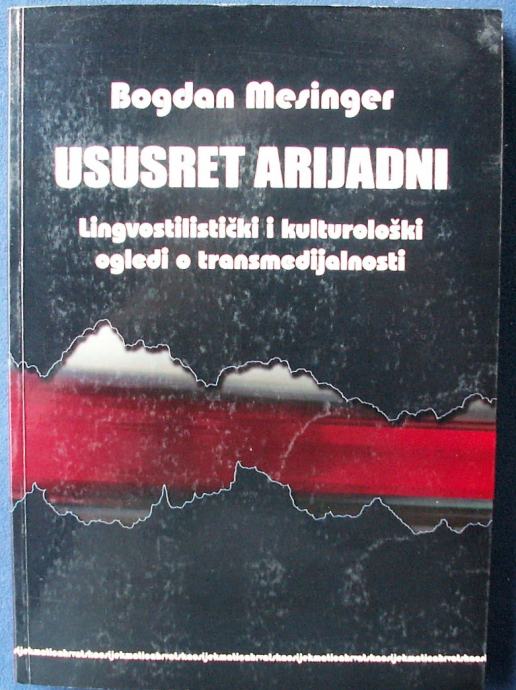 Bogdan Mesinger
USUSRET ARIJADNI
Lingvostilistički i kulturološki
ogledi o transmedijalnosti